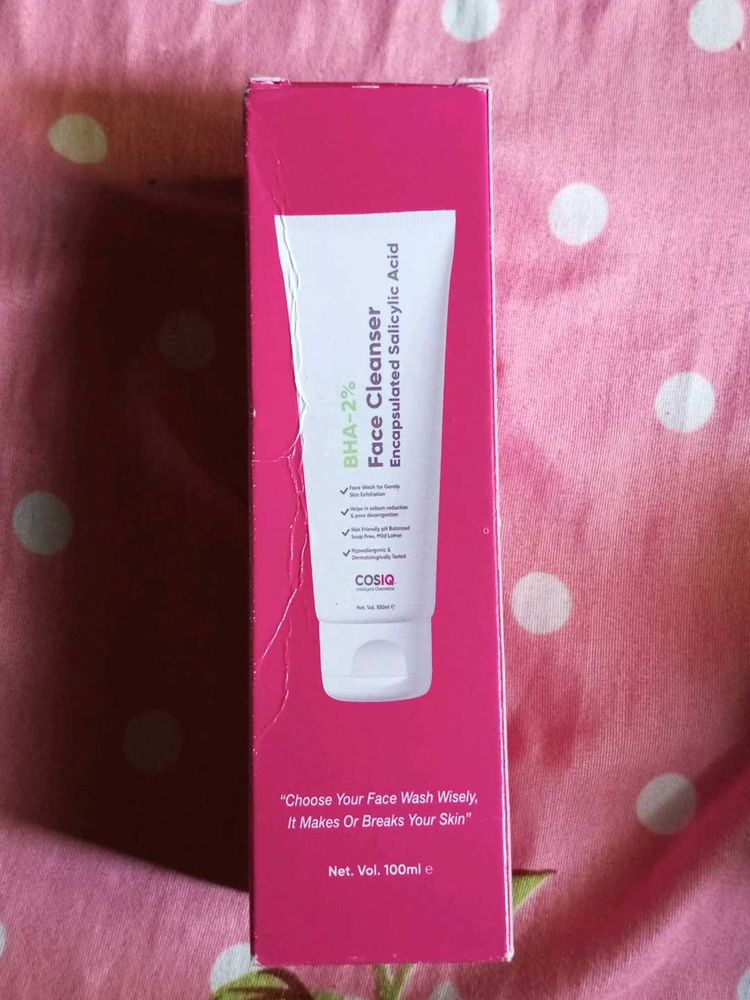 BHA-2%
Face Cleanser
Encapsulated Salicylic Acid
Face Wash for Gentle
Skin Exfoliation
Helps in sebum reduction
& pore decongestion
Skin Friendly pH Balanced
Soap Free, Mild Lather
Hypoallergenic &
Dermatologically Tested
COSIQ
Intelligent Cosmetics
Net. Vol. 100ml e
"Choose Your Face Wash Wisely,
It Makes Or Breaks Your Skin"
Net. Vol. 100ml e